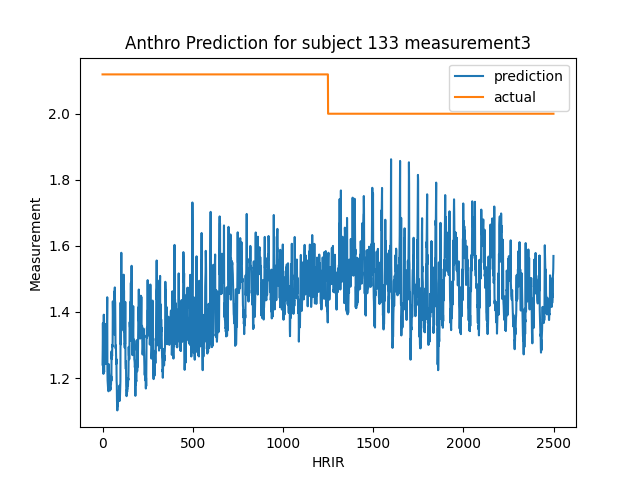 Anthro Prediction for subject 133 measurement3
prediction
actual
Measurement
2.0
1.8
1.6
1.4
1.2
0
500
1000
1500
2000
2500
HRIR